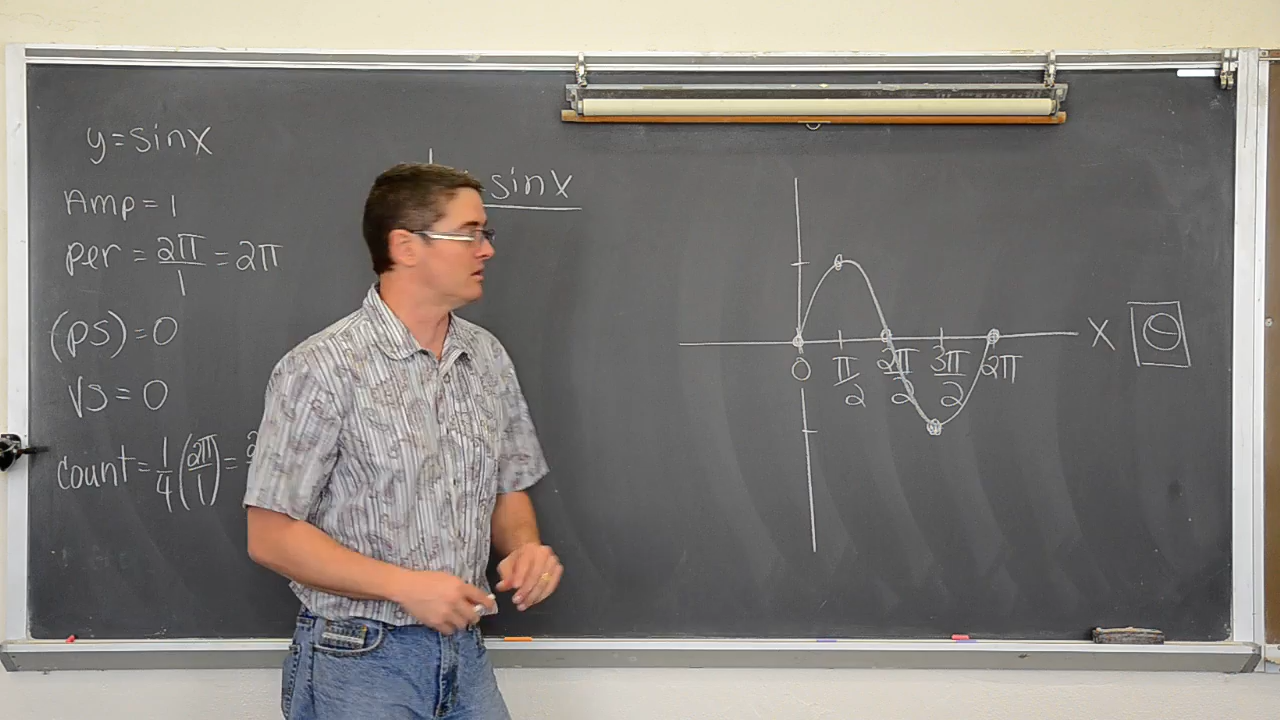 y=sinx
Amp=1
per = 2π/1 = 2π
(ps)=0
VS=0
count=1/4(2π/1)=
sinx
0 π/2 2π/2 3π/2 2π
X θ